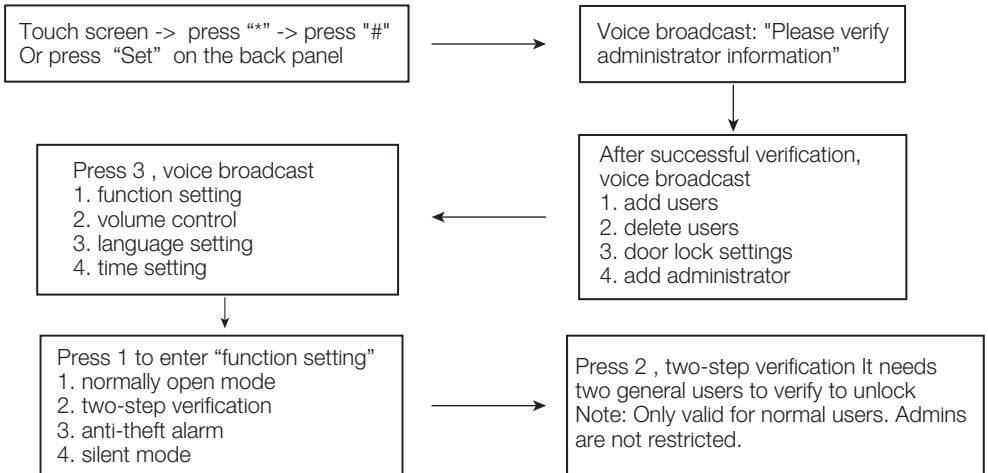 Touch screen -> press “*” -> press "#"
Or press “Set” on the back panel
Voice broadcast: "Please verify
administrator information”
After successful verification,
voice broadcast
1. add users
2. delete users
3. door lock settings
4. add administrator
Press 3 , voice broadcast
1. function setting
2. volume control
3. language setting
4. time setting
Press 1 to enter “function setting”
1. normally open mode
2. two-step verification
3. anti-theft alarm
4. silent mode
Press 2 , two-step verification It needs
two general users to verify to unlock
Note: Only valid for normal users. Admins
are not restricted.